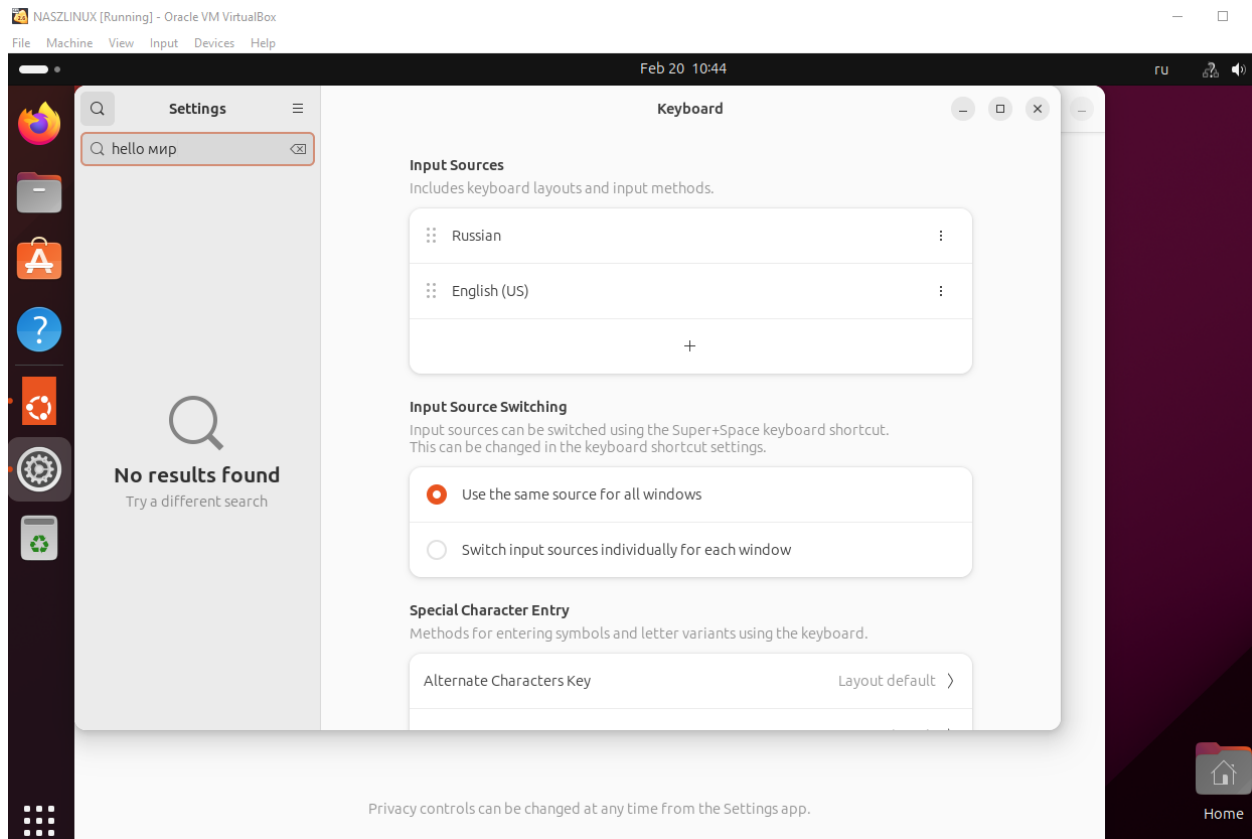 NASZLINUX [Running] - Oracle VM VirtualBox
File Machine View Input Devices Help
Feb 20 10:44
ru
Settings
Keyboard
hello мир
No results found
Try a different search
Input Sources
Includes keyboard layouts and input methods.
Russian
English (US)
Input Source Switching
Input sources can be switched using the Super+Space keyboard shortcut.
This can be changed in the keyboard shortcut settings.
Use the same source for all windows
Switch input sources individually for each window
Special Character Entry
Methods for entering symbols and letter variants using the keyboard.
Alternate Characters Key
Layout default
Privacy controls can be changed at any time from the Settings app.
Home